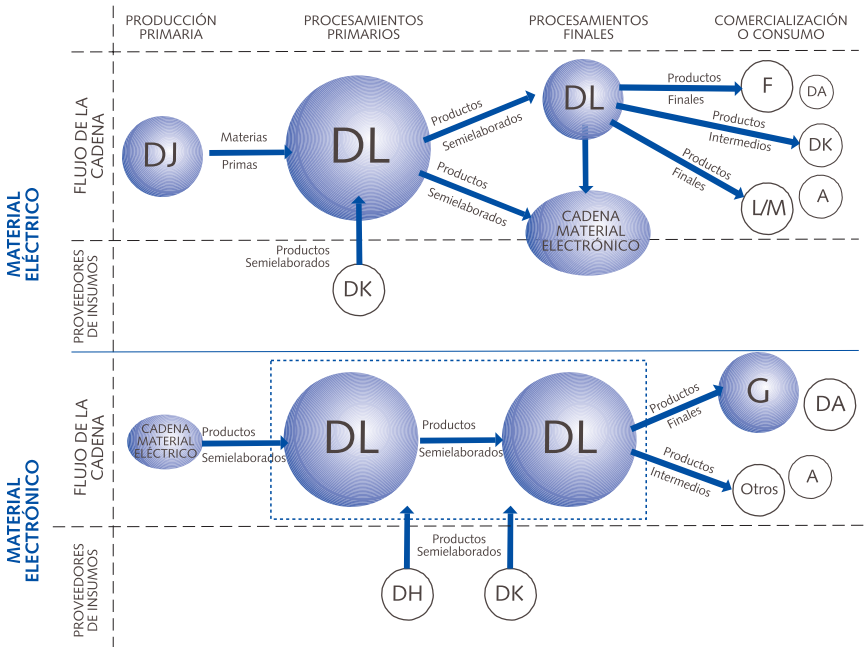 PRODUCCIÓN
PRIMARIA
PROCESAMIENTOS
PRIMARIOS
PROCESAMIENTOS
FINALES
COMERCIALIZACIÓN
O CONSUMO
MATERIAL
ELÉCTRICO
FLUJO DE LA
CADENA
DJ
Materias
Primas
DL
Productos
Semielaborados
Productos
Semielaborados
DL
CADENA
MATERIAL
ELECTRÓNICO
Productos
Finales
Productos
Intermedios
Productos
Finales
F
DA
DK
L/M
A
PROVEEDORES
DE INSUMOS
Productos
Semielaborados
DK
MATERIAL
ELECTRÓNICO
FLUJO DE LA
CADENA
CADENA
MATERIAL
ELÉCTRICO
Productos
Semielaborados
DL
Productos
Semielaborados
DL
Productos
Finales
Productos
Intermedios
G
DA
Otros
A
PROVEEDORES
DE INSUMOS
Productos
Semielaborados
DH
DK